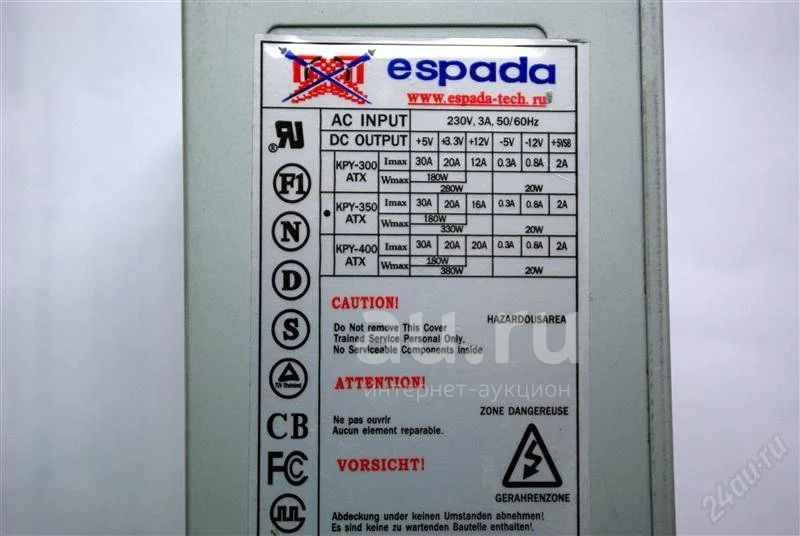 espada
www.espada-tech.ru
AC INPUT 230V, 3A, 50/60Hz
DC OUTPUT +5V +3.3V +12V -5V -12V +5VSB
KPY-300 ATX Imax 30A 20A 12A 0.3A 0.8A 2A
Wmax 180W
280W 20W
• KPY-350 ATX Imax 30A 20A 16A 0.3A 0.8A 2A
Wmax 180W
330W 20W
KPY-400 ATX Imax 30A 20A 20A 0.3A 0.8A 2A
Wmax 180W
380W 20W
F1
N
D
S
TÜV Rheinland
CB
FC
CAUTION!
HAZARDOUSAREA
Do Not remove This Cover
Trained Service Personal Only.
No Serviceable Components inside
au.ru
интернет-аукцион
ATTENTION!
ZONE DANGEREUSE
Ne pas ouvrir
Aucun element reparable.
VORSICHT!
GERAHRENZONE
Abdeckung under keinen Umstanden abnehmen!
Es sind keine zu wartenden Bauteile enthalten!
24au.ru